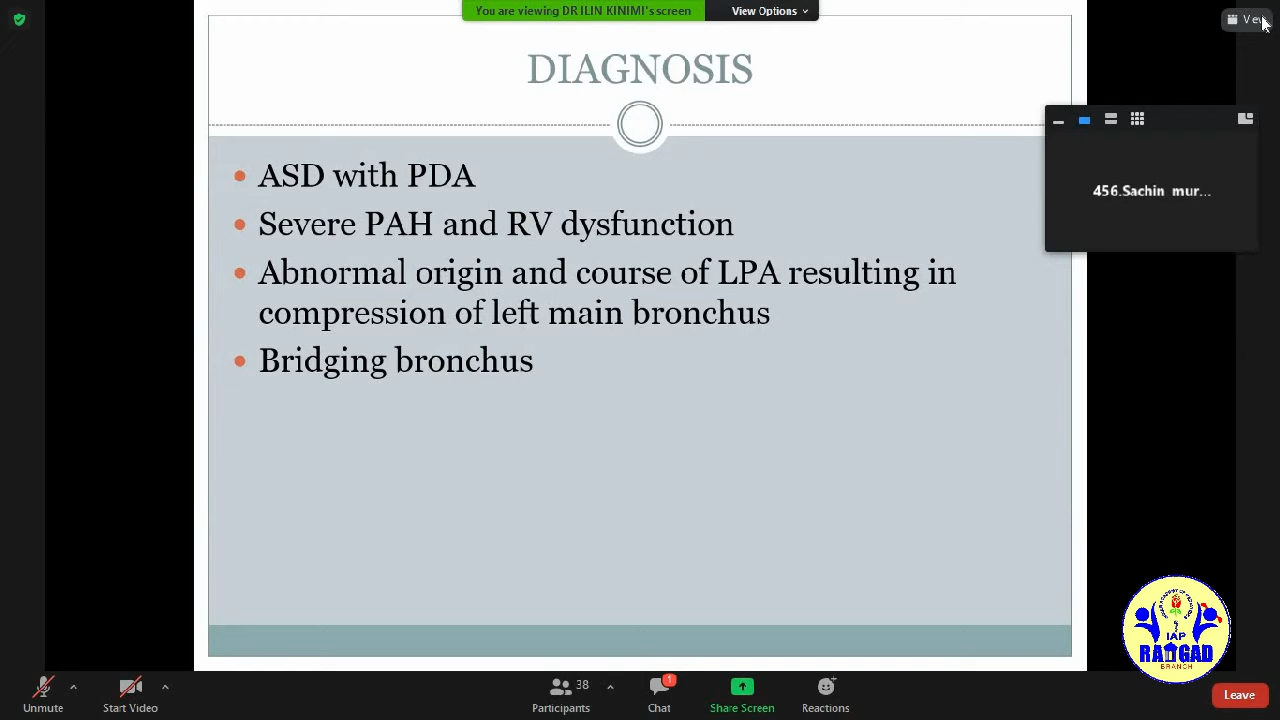 You are viewing DR ILIN KINIMI's screen
View Options
DIAGNOSIS
456.Sachin mur...
• ASD with PDA
• Severe PAH and RV dysfunction
• Abnormal origin and course of LPA resulting in
compression of left main bronchus
• Bridging bronchus
IAP
RAIGAD
BRANCH
Unmute
Start Video
38
Participants
1
Chat
Share Screen
Reactions
Leave